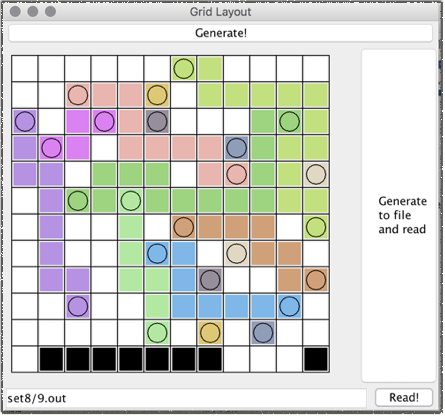 Grid Layout
Generate!
Generate
to file
and read
set8/9.out
Read!